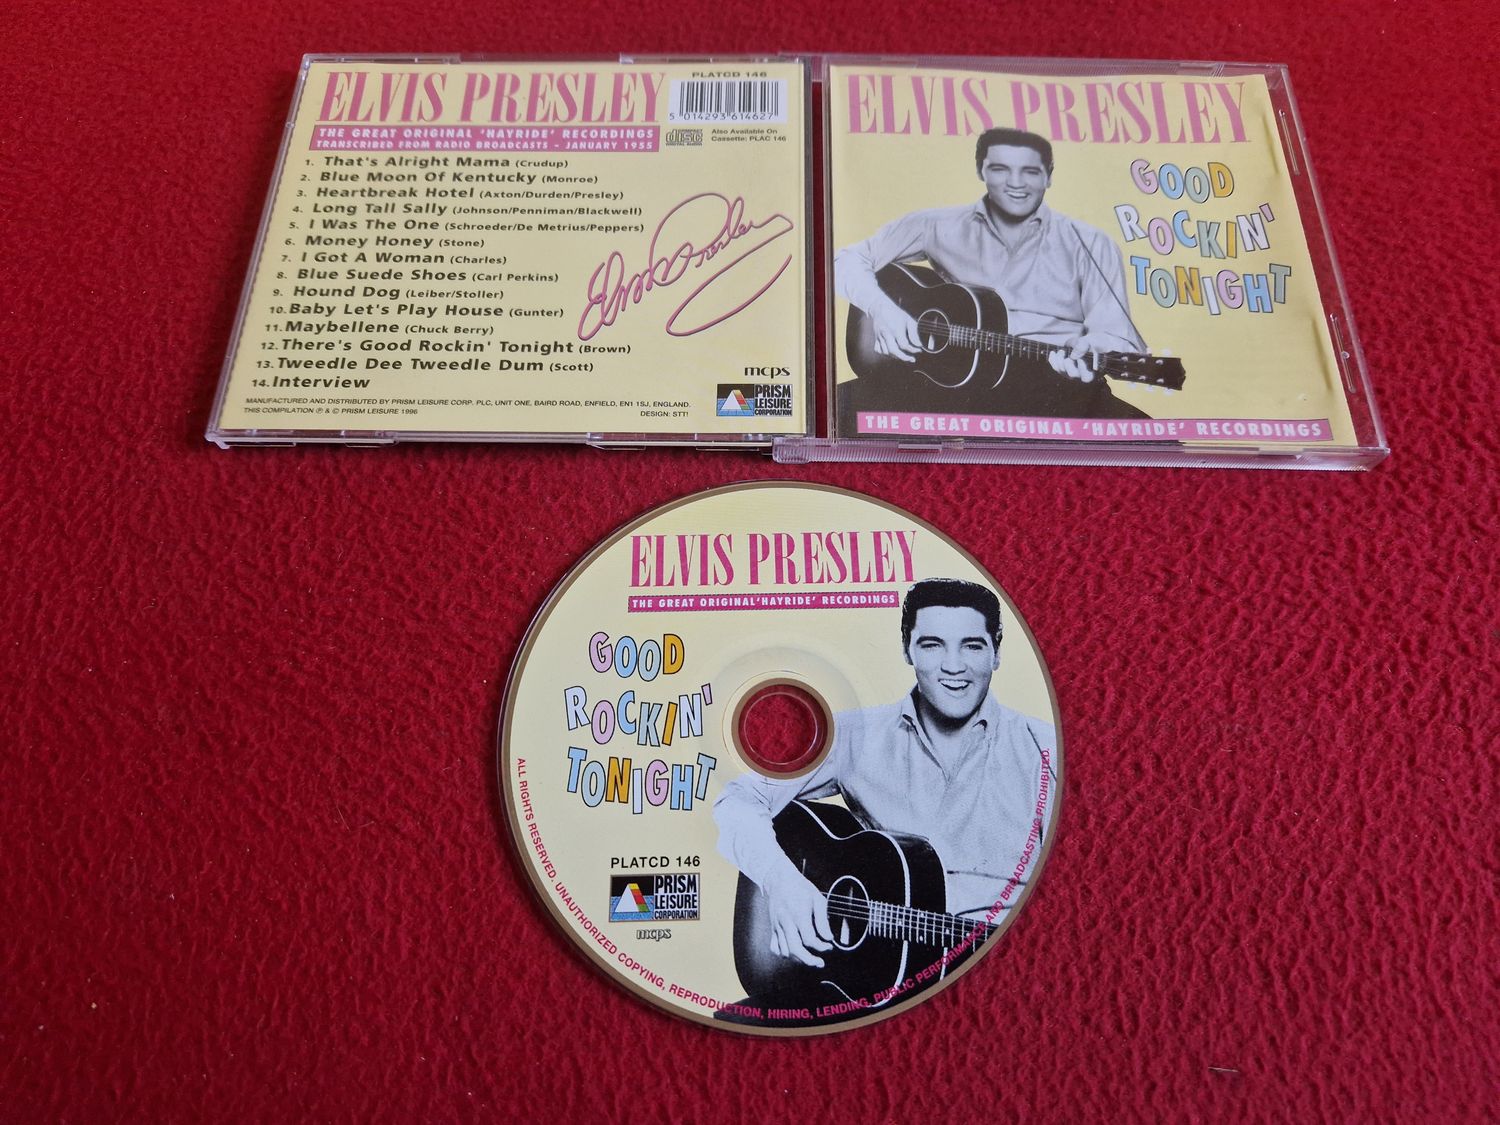 ELVIS PRESLEY
THE GREAT ORIGINAL 'HAYRIDE' RECORDINGS
TRANSCRIBED FROM RADIO BROADCASTS - JANUARY 1955
PLATCD 146
5 014293 614627
COMPACT
disc
DIGITAL AUDIO
Also Available On
Cassette: PLAC 146
1. That's Alright Mama (Crudup)
2. Blue Moon Of Kentucky (Monroe)
3. Heartbreak Hotel (Axton/Durden/Presley)
4. Long Tall Sally (Johnson/Penniman/Blackwell)
5. I Was The One (Schroeder/De Metrius/Peppers)
6. Money Honey (Stone)
7. I Got A Woman (Charles)
8. Blue Suede Shoes (Carl Perkins)
9. Hound Dog (Leiber/Stoller)
10. Baby Let's Play House (Gunter)
11. Maybellene (Chuck Berry)
12. There's Good Rockin' Tonight (Brown)
13. Tweedle Dee Tweedle Dum (Scott)
14. Interview
Elvis Presley
mcps
PRISM
LEISURE
CORPORATION
MANUFACTURED AND DISTRIBUTED BY PRISM LEISURE CORP. PLC, UNIT ONE, BAIRD ROAD, ENFIELD, EN1 1SJ, ENGLAND.
THIS COMPILATION ℗ & © PRISM LEISURE 1996
DESIGN: STT!
ELVIS PRESLEY
GOOD
ROCKIN'
TONIGHT
THE GREAT ORIGINAL 'HAYRIDE' RECORDINGS
ELVIS PRESLEY
THE GREAT ORIGINAL 'HAYRIDE' RECORDINGS
GOOD
ROCKIN'
TONIGHT
PLATCD 146
PRISM
LEISURE
CORPORATION
mcps
ALL RIGHTS RESERVED. UNAUTHORIZED COPYING, REPRODUCTION, HIRING, LENDING, PUBLIC PERFORMANCE AND BROADCASTING PROHIBITED.